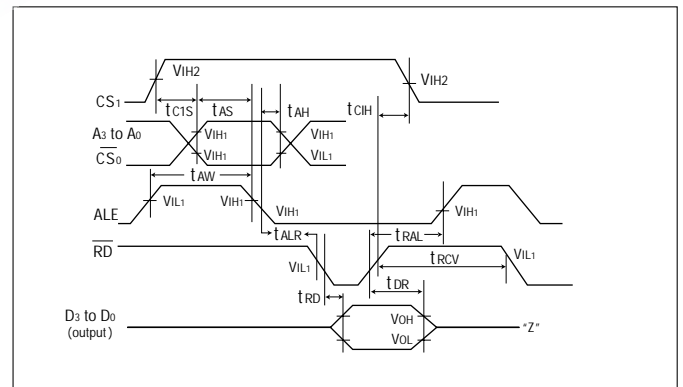 VIH2
VIH2
CS1
tC1S
tAS
tAH
tCIH
A3 to A0
VIH1
VIH1
CS0
VIH1
VIL1
tAW
ALE
VIL1
VIH1
VIH1
VIH1
RD
tALR
tRAL
VIL1
VIL1
tRCV
tRD
tDR
D3 to D0
(output)
VOH
VOL
"Z"